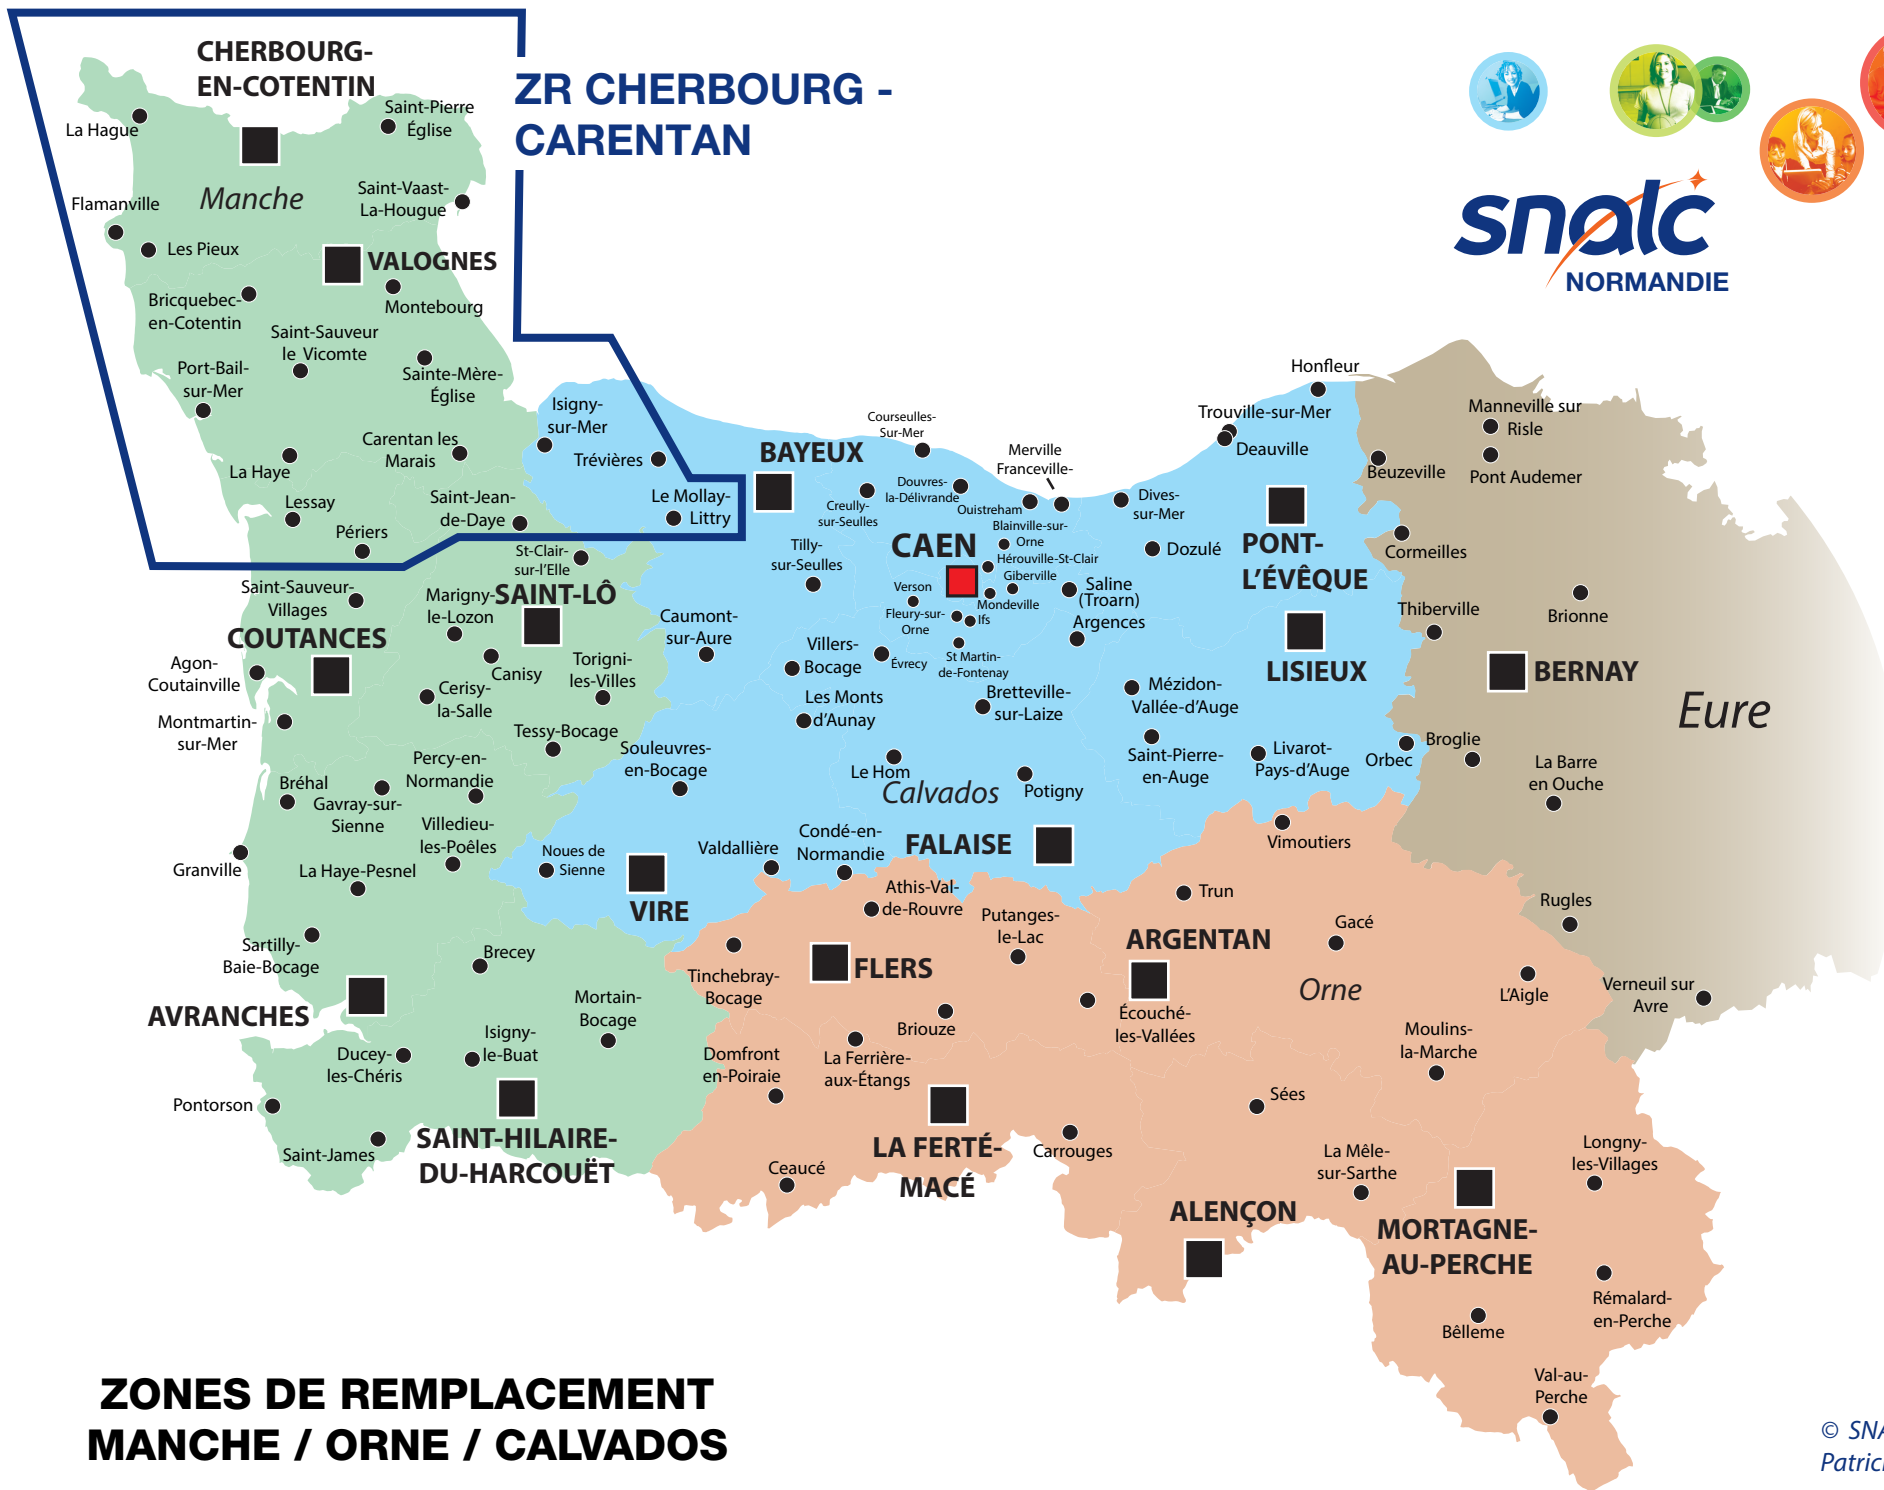 CHERBOURG-
EN-COTENTIN
ZR CHERBOURG -
CARENTAN
La Hague
Saint-Pierre
Église
Manche
Saint-Vaast-
La-Hougue
Flamanville
Les Pieux
VALOGNES
Bricquebec-
en-Cotentin
Montebourg
Saint-Sauveur
le Vicomte
Port-Bail-
sur-Mer
Sainte-Mère-
Église
Isigny-
sur-Mer
Carentan les
Marais
Trévières
La Haye
Lessay
Saint-Jean-
de-Daye
Le Mollay-
Littry
Périers
snalc
NORMANDIE
Honfleur
Trouville-sur-Mer
Deauville
Manneville sur
Risle
Pont Audemer
Beuzeville
Courseulles-
Sur-Mer
BAYEUX
Merville
Franceville-
Douvres-
la-Délivrande
Creully-
sur-Seulles
Ouistreham
Dives-
sur-Mer
Blainville-sur-
Orne
CAEN
Tilly-
sur-Seulles
Hérouville-St-Clair
Giberville
Dozulé
PONT-
L'ÉVÊQUE
Cormeilles
St-Clair-
sur-l'Elle
SAINT-LÔ
Saint-Sauveur-
Villages
Marigny-
le-Lozon
Verson
Mondeville
Saline
(Troarn)
Argences
Fleury-sur-
Orne
Ifs
Thiberville
Brionne
COUTANCES
Caumont-
sur-Aure
Villers-
Bocage
Évrecy
St Martin-
de-Fontenay
LISIEUX
BERNAY
Eure
Agon-
Coutainville
Canisy
Torigni-
les-Villes
Cerisy-
la-Salle
Les Monts
d'Aunay
Bretteville-
sur-Laize
Mézidon-
Vallée-d'Auge
Montmartin-
sur-Mer
Tessy-Bocage
Souleuvres-
en-Bocage
Le Hom
Calvados
Potigny
Saint-Pierre-
en-Auge
Livarot-
Pays-d'Auge
Orbec
Broglie
La Barre
en Ouche
Percy-en-
Normandie
Bréhal
Gavray-sur-
Sienne
Villedieu-
les-Poêles
Granville
La Haye-Pesnel
Noues de
Sienne
VIRE
Valdallière
Condé-en-
Normandie
FALAISE
Vimoutiers
Athis-Val-
de-Rouvre
Putanges-
le-Lac
Trun
Gacé
Rugles
Sartilly-
Baie-Bocage
Brecey
Tinchebray-
Bocage
FLERS
ARGENTAN
Orne
L'Aigle
Verneuil sur
Avre
AVRANCHES
Mortain-
Bocage
Isigny-
le-Buat
Ducey-
les-Chéris
Briouze
Écouché-
les-Vallées
Moulins-
la-Marche
Domfront
en-Poiraie
La Ferrière-
aux-Étangs
Pontorson
Sées
SAINT-HILAIRE-
DU-HARCOUËT
Saint-James
LA FERTÉ-
MACÉ
Carrouges
La Mêle-
sur-Sarthe
Longny-
les-Villages
Ceaucé
ALENÇON
MORTAGNE-
AU-PERCHE
Rémalard-
en-Perche
Bêlleme
Val-au-
Perche
ZONES DE REMPLACEMENT
MANCHE / ORNE / CALVADOS
©